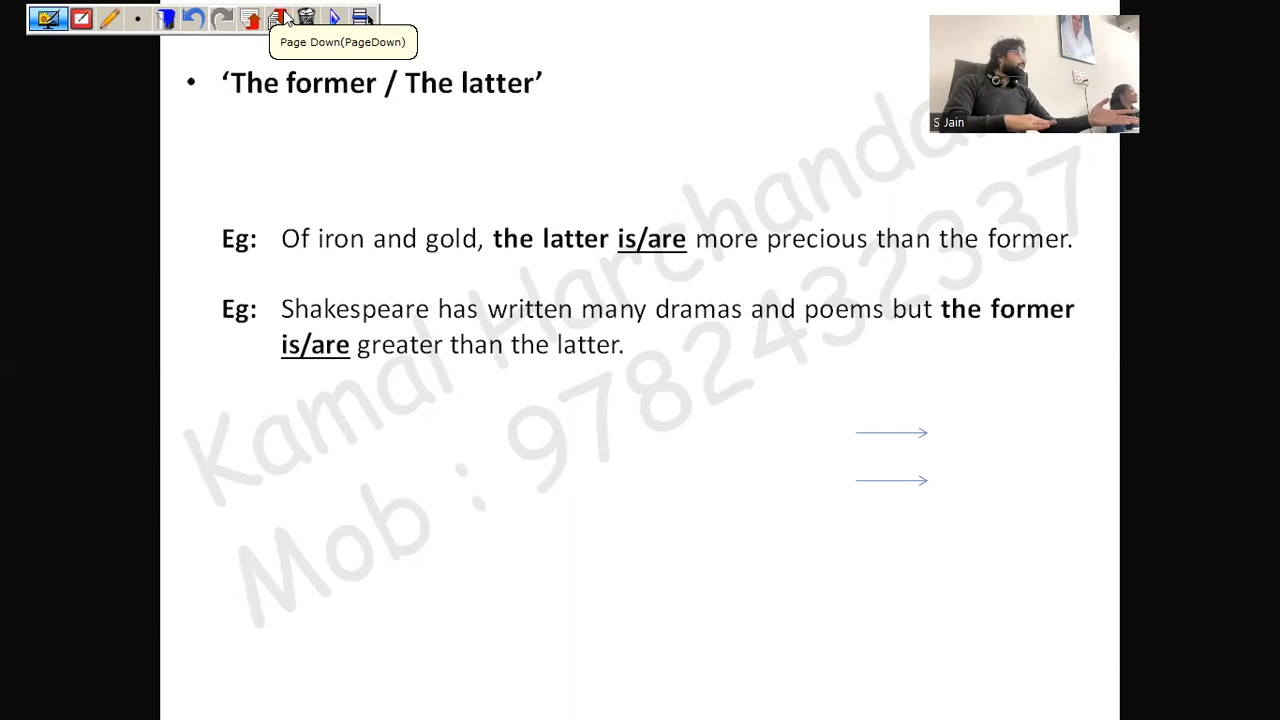 Page Down(PageDown)
• ‘The former / The latter’
S Jain
Eg: Of iron and gold, the latter is/are more precious than the former.
Eg: Shakespeare has written many dramas and poems but the former
is/are greater than the latter.
Kamal Harchandani
Mob : 9782432337